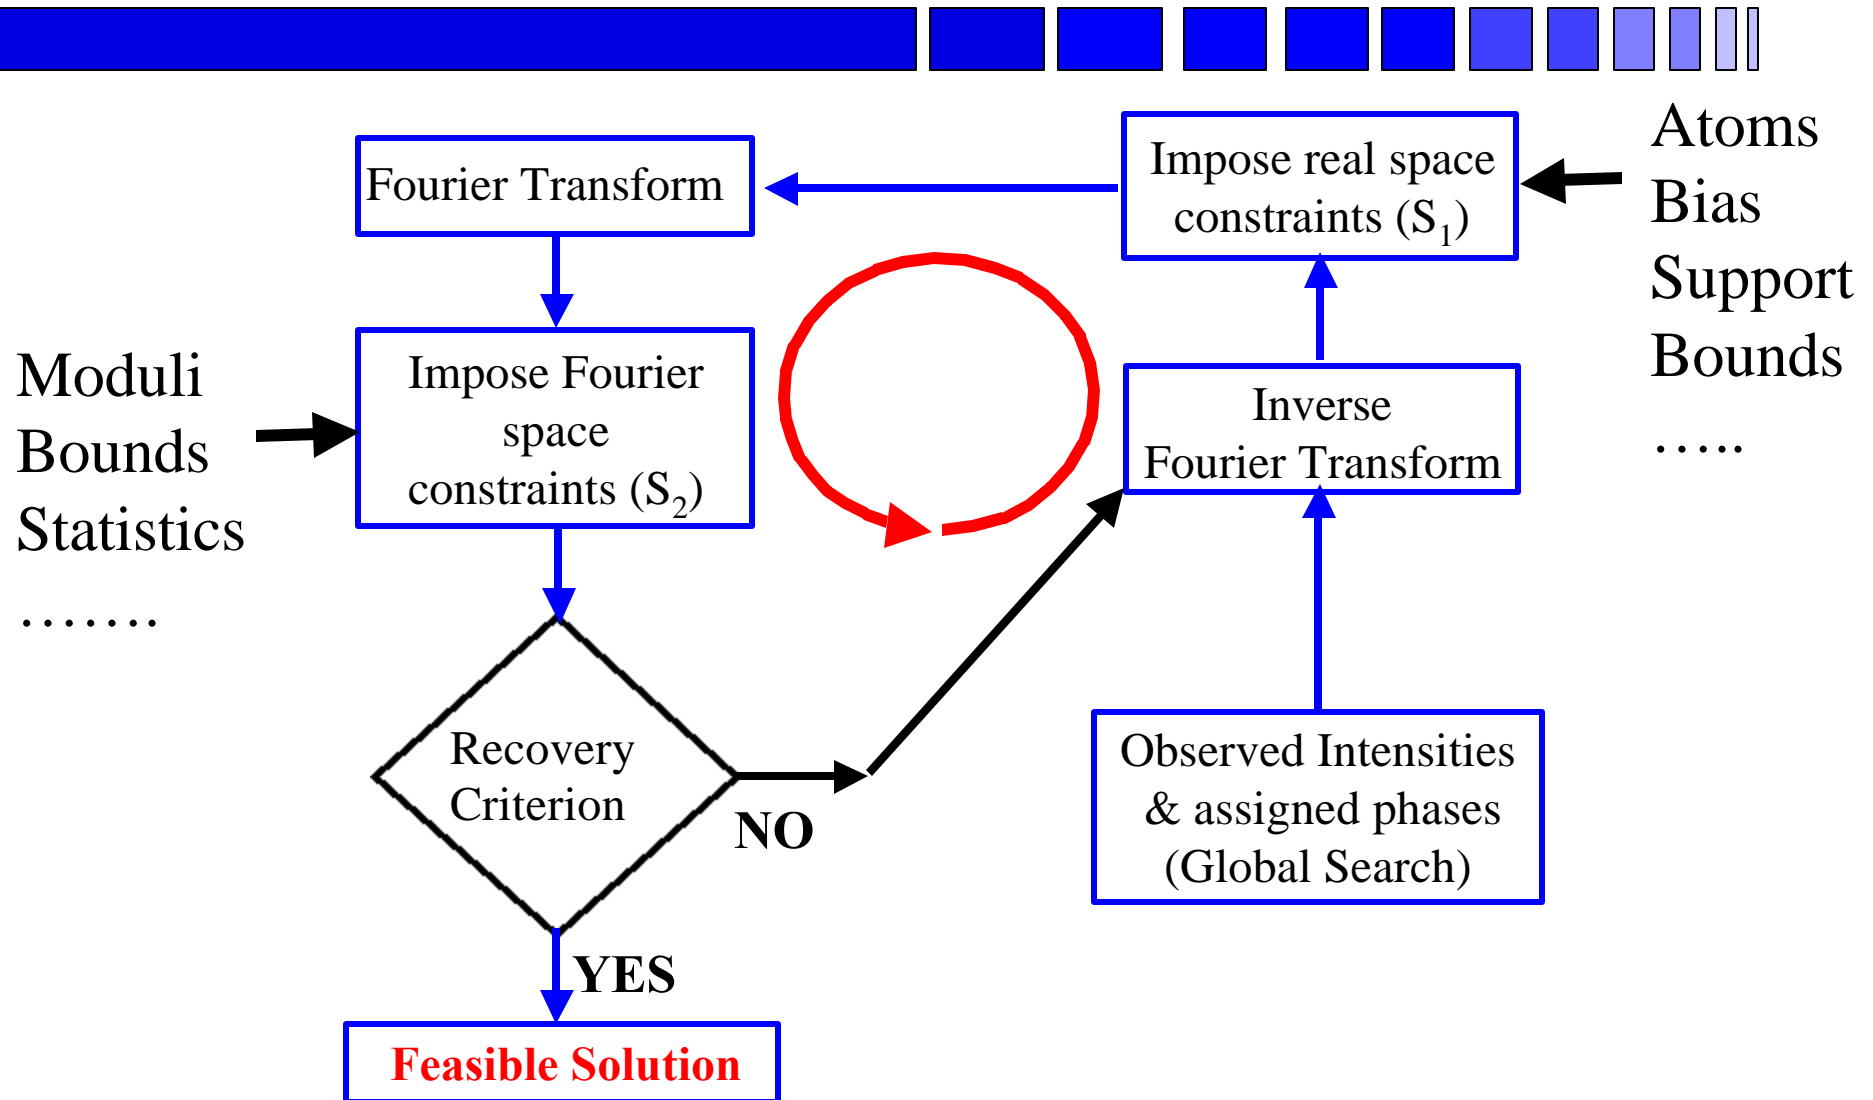 Fourier Transform
Impose real space
constraints (S₁)
Atoms
Bias
Support
Bounds
…..
Moduli
Bounds
Statistics
…….
Impose Fourier
space
constraints (S₂)
Inverse
Fourier Transform
Recovery
Criterion
NO
Observed Intensities
& assigned phases
(Global Search)
YES
Feasible Solution